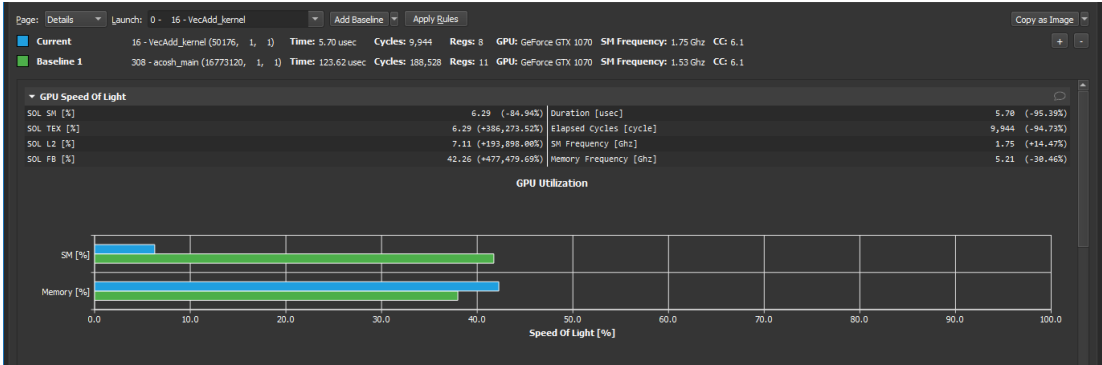 Page: Details Launch: 0 - 16 - VecAdd_kernel Add Baseline Apply Rules Copy as Image
Current 16 - VecAdd_kernel (50176, 1, 1) Time: 5.70 usec Cycles: 9,944 Regs: 8 GPU: GeForce GTX 1070 SM Frequency: 1.75 Ghz CC: 6.1 + -
Baseline 1 308 - acosh_main (16773120, 1, 1) Time: 123.62 usec Cycles: 188,528 Regs: 11 GPU: GeForce GTX 1070 SM Frequency: 1.53 Ghz CC: 6.1
GPU Speed Of Light
SOL SM [%] 6.29 (-84.94%) Duration [usec] 5.70 (-95.39%)
SOL TEX [%] 6.29 (+386,273.52%) Elapsed Cycles [cycle] 9,944 (-94.73%)
SOL L2 [%] 7.11 (+193,898.00%) SM Frequency [Ghz] 1.75 (+14.47%)
SOL FB [%] 42.26 (+477,479.69%) Memory Frequency [Ghz] 5.21 (-30.46%)
GPU Utilization
SM [%]
Memory [%]
0.0 10.0 20.0 30.0 40.0 50.0 60.0 70.0 80.0 90.0 100.0
Speed Of Light [%]